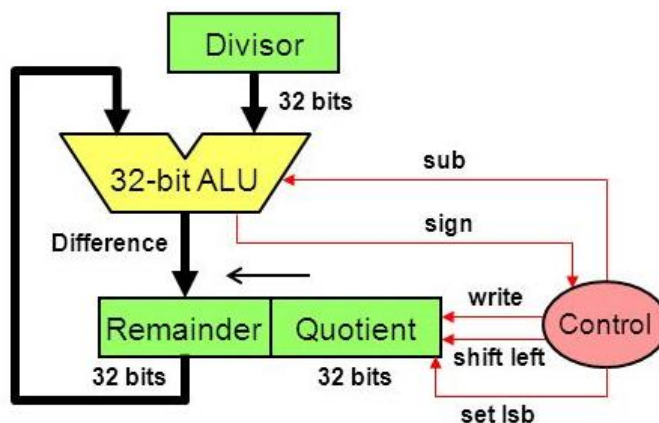 Divisor
32 bits
32-bit ALU
sub
Difference
sign
Remainder
Quotient
write
Control
shift left
32 bits
32 bits
set lsb